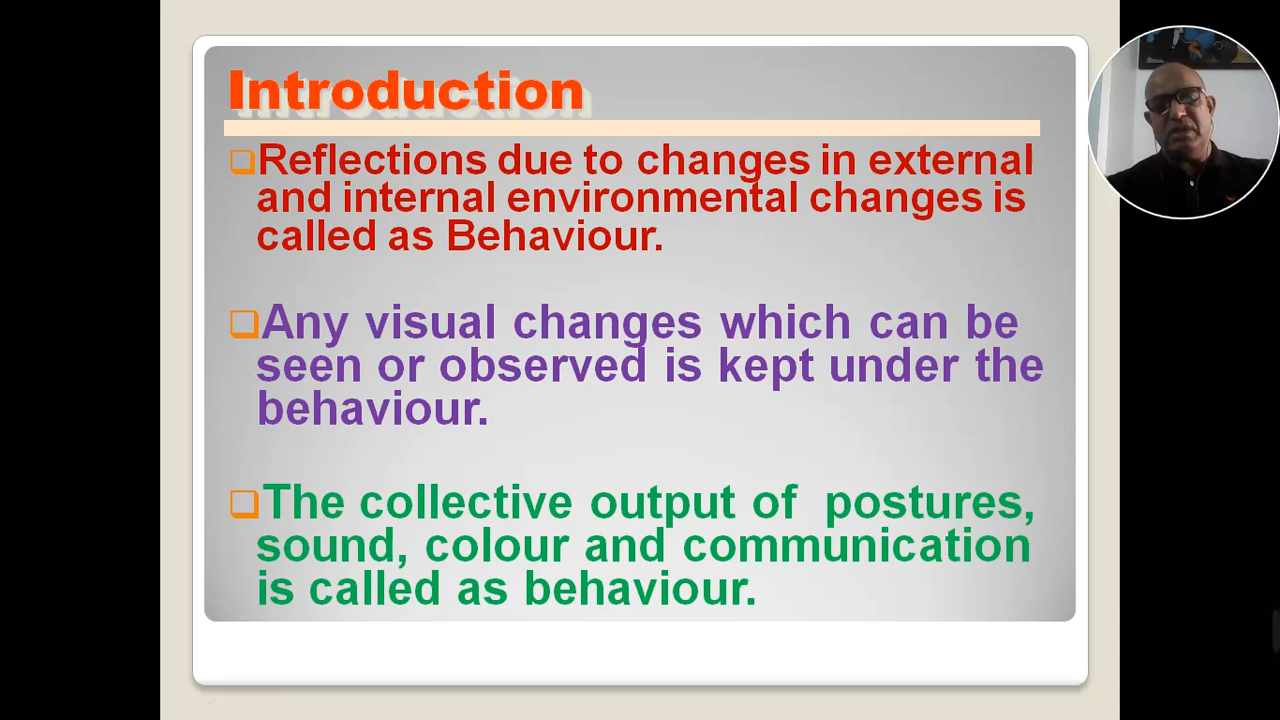 Introduction
Reflections due to changes in external
and internal environmental changes is
called as Behaviour.
Any visual changes which can be
seen or observed is kept under the
behaviour.
The collective output of postures,
sound, colour and communication
is called as behaviour.